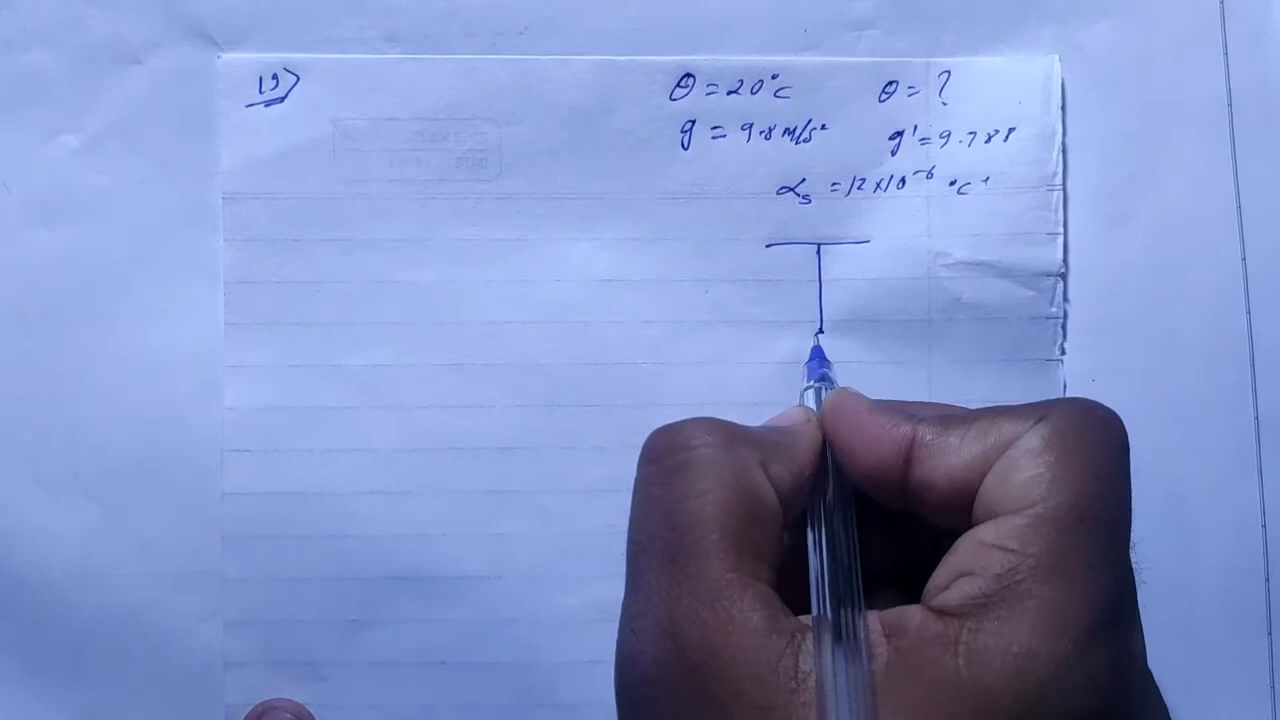 19)
θ = 20°C θ = ?
g = 9.8 m/s² g' = 9.788
αs = 12 × 10⁻⁶ °C⁻¹